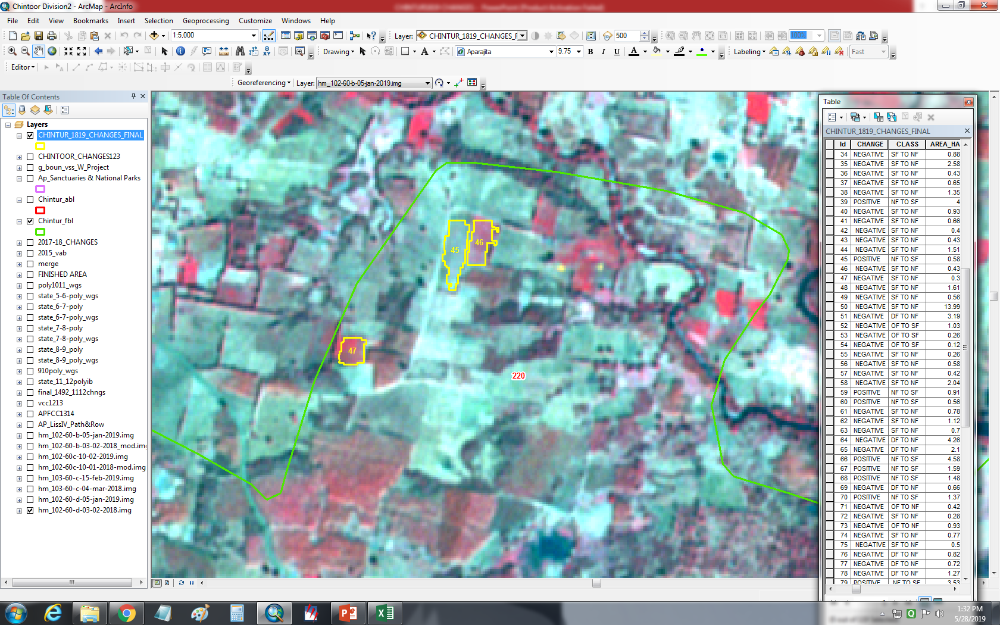 Chintoor Division2 - ArcMap - ArcInfo
File Edit View Bookmarks Insert Selection Geoprocessing Customize Windows Help
1:5,000
Layer: CHINTUR_1819_CHANGES_F
500
100%
Drawing
Aparajita
9.75
B I U A
Labeling
Fast
Editor
Georeferencing
Layer: hm_102-60-b-05-jan-2019.img
Table Of Contents
Layers
CHINTUR_1819_CHANGES_FINAL
CHINTOOR_CHANGES123
g_boun_vss_W_Project
Ap_Sanctuaries & National Parks
Chintur_abl
Chintur_fbl
2017-18_CHANGES
2015_vab
merge
FINISHED AREA
poly1011_wgs
state_5-6-poly_wgs
state_6-7-poly
state_6-7-poly_wgs
state_7-8-poly
state_7-8-poly_wgs
state_8-9_poly
state_8-9_poly_wgs
910poly_wgs
state_11_12polyib
final_1492_1112chngs
vcc1213
APFCC1314
AP_LissIV_Path&Row
hm_102-60-b-05-jan-2019.img
hm_102-60-b-03-02-2018_mod.img
hm_102-60c-10-02-2019.img
hm_102-60c-10-01-2018-mod.img
hm_103-60-c-15-feb-2019.img
hm_103-60-c-04-mar-2018.img
hm_102-60-d-05-jan-2019.img
hm_102-60-d-03-02-2018.img
45
46
47
220
Table
CHINTUR_1819_CHANGES_FINAL
Id CHANGE CLASS AREA_HA
34 NEGATIVE SF TO NF 0.88
35 NEGATIVE SF TO NF 2.58
36 NEGATIVE SF TO NF 0.43
37 NEGATIVE SF TO NF 0.65
38 NEGATIVE SF TO NF 1.35
39 POSITIVE NF TO SF 4
40 NEGATIVE SF TO NF 0.93
41 NEGATIVE SF TO NF 0.66
42 NEGATIVE SF TO NF 0.4
43 NEGATIVE SF TO NF 0.43
44 NEGATIVE SF TO NF 1.51
45 POSITIVE NF TO SF 0.58
46 NEGATIVE SF TO NF 0.43
47 NEGATIVE SF TO NF 0.3
48 NEGATIVE SF TO NF 1.61
49 NEGATIVE SF TO NF 0.56
50 NEGATIVE SF TO NF 13.99
51 NEGATIVE DF TO NF 3.19
52 NEGATIVE OF TO SF 1.03
53 NEGATIVE OF TO SF 0.26
54 NEGATIVE OF TO SF 0.12
55 NEGATIVE SF TO NF 0.26
56 NEGATIVE SF TO NF 0.58
57 NEGATIVE SF TO NF 0.42
58 NEGATIVE SF TO NF 2.04
59 POSITIVE NF TO SF 0.91
60 POSITIVE NF TO SF 0.56
61 NEGATIVE SF TO NF 0.78
62 NEGATIVE SF TO NF 1.12
63 NEGATIVE SF TO NF 0.7
64 NEGATIVE DF TO NF 4.26
65 NEGATIVE DF TO NF 2.1
66 POSITIVE NF TO SF 4.58
67 POSITIVE NF TO SF 1.59
68 POSITIVE NF TO SF 1.48
69 NEGATIVE DF TO NF 0.66
70 POSITIVE NF TO SF 1.37
71 NEGATIVE OF TO NF 0.42
72 NEGATIVE SF TO NF 0.28
73 NEGATIVE OF TO NF 0.93
74 NEGATIVE SF TO NF 0.77
75 NEGATIVE SF TO NF 0.5
76 NEGATIVE DF TO NF 0.82
77 NEGATIVE DF TO NF 0.72
78 NEGATIVE DF TO NF 1.27
79 POSITIVE NF TO SF 3.53
1:32 PM
5/28/2019